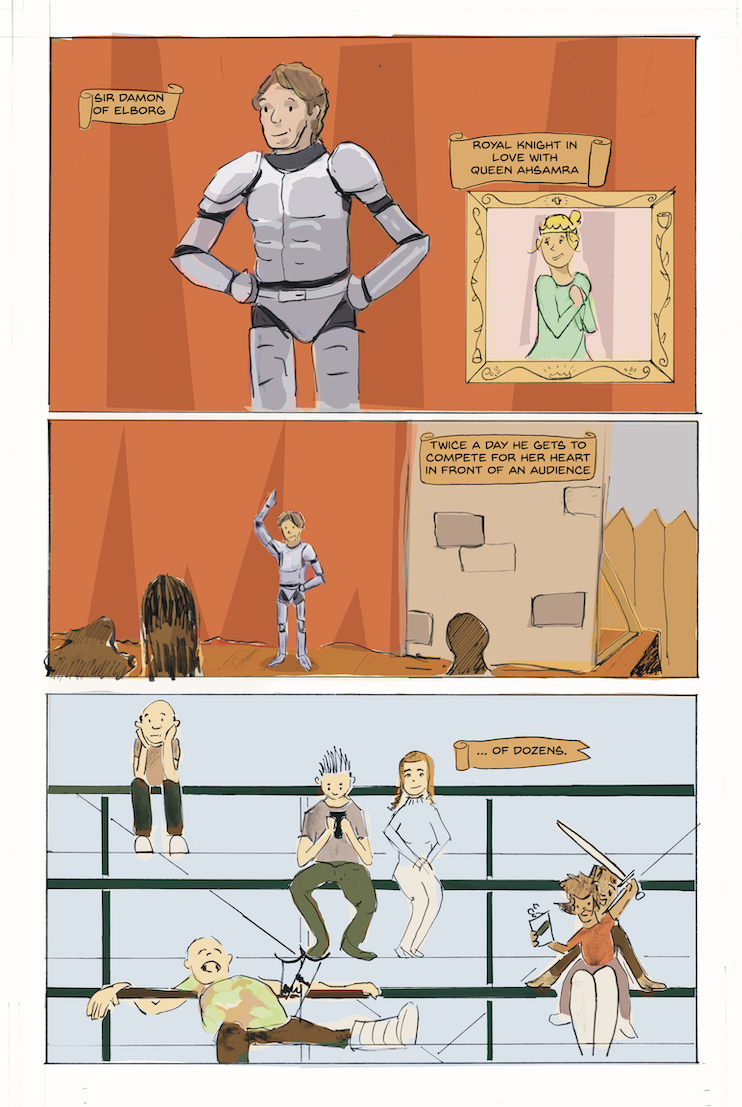 SIR DAMON
OF ELBORG
ROYAL KNIGHT IN
LOVE WITH
QUEEN AHSAMRA
TWICE A DAY HE GETS TO
COMPETE FOR HER HEART
IN FRONT OF AN AUDIENCE
... OF DOZENS.